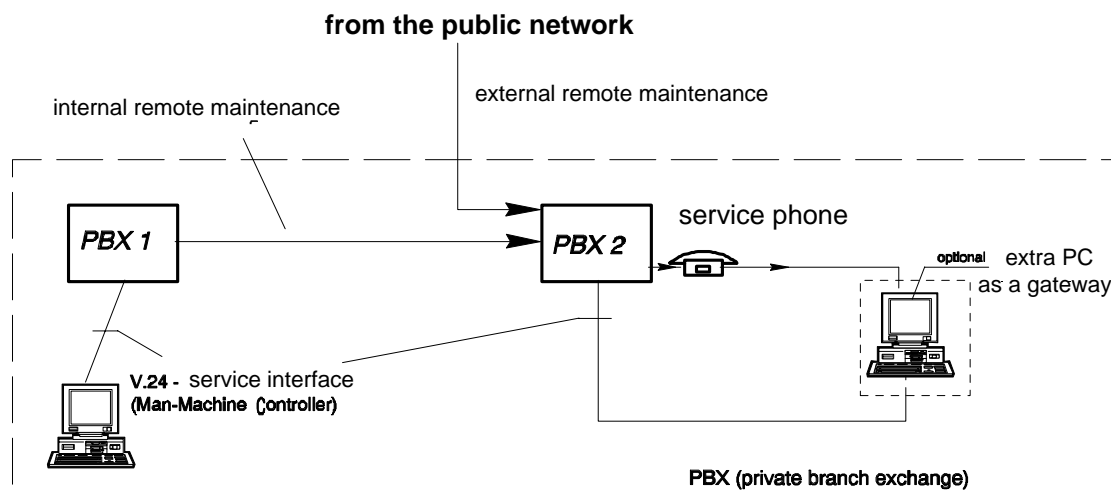 from the public network
external remote maintenance
internal remote maintenance
PBX 1
PBX 2
service phone
optional extra PC
as a gateway
V.24 - service interface
(Man-Machine Controller)
PBX (private branch exchange)